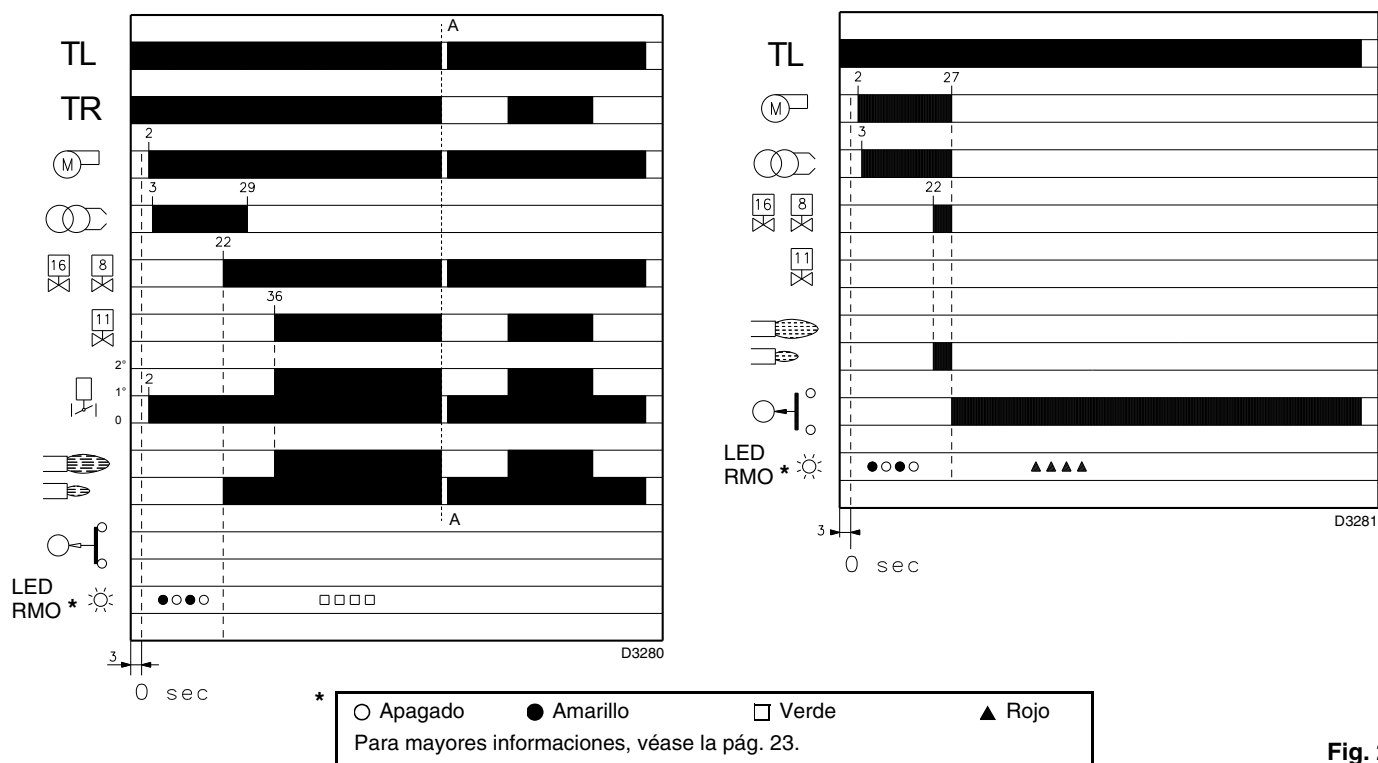 A
TL
TR
2
M
3 29
22
16 8
36
11
2°
1°
0
2
A
LED
RMO *
D3280
3
0 sec
TL
2 27
M
3
22
16 8
11
LED
RMO *
D3281
3
0 sec
* Apagado Amarillo Verde Rojo
Para mayores informaciones, véase la pág. 23.